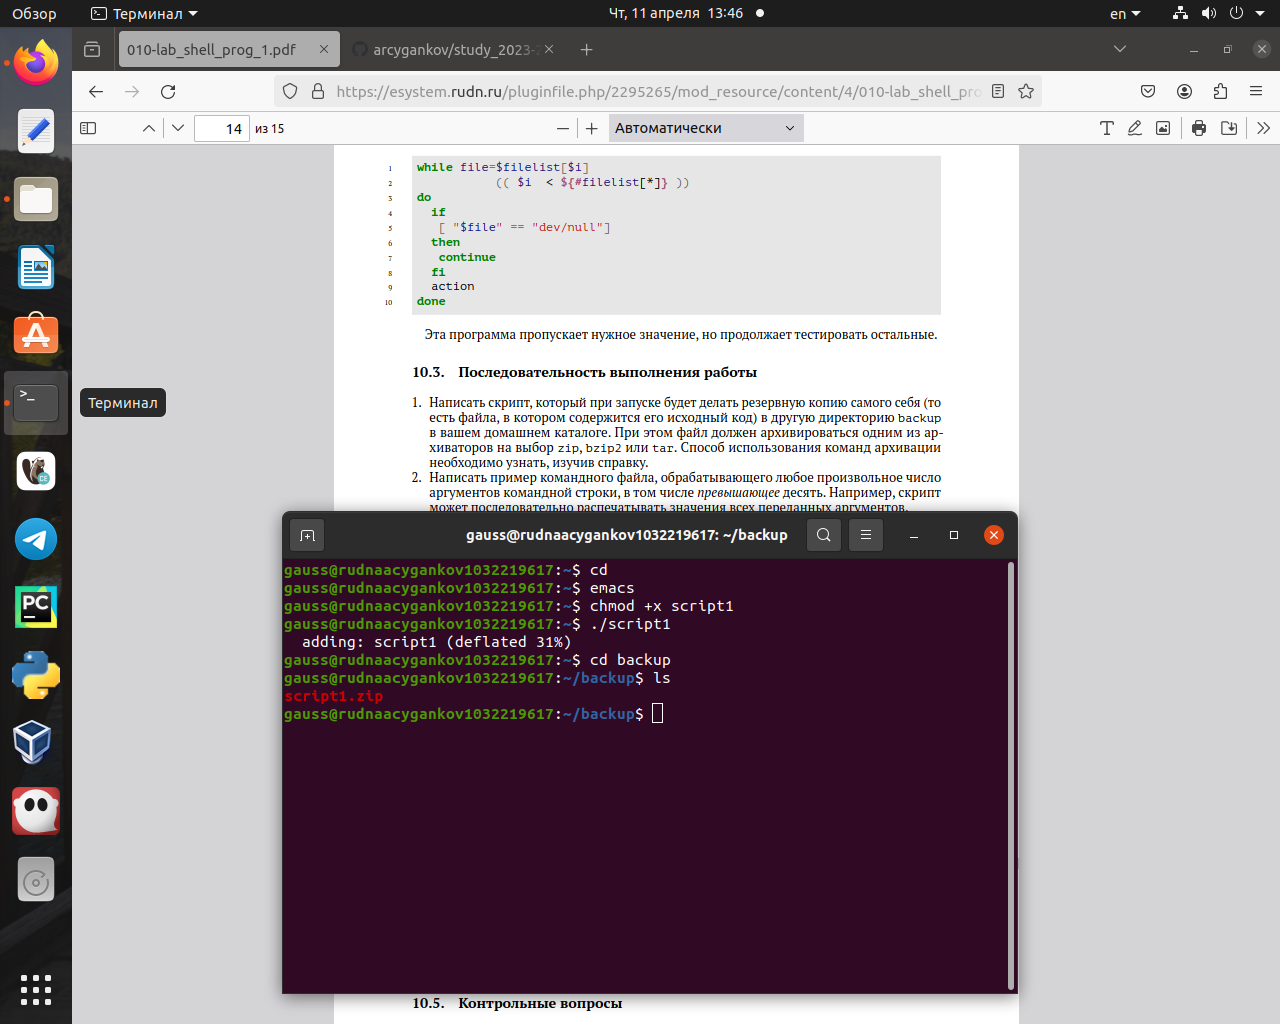 Обзор
Терминал
Чт, 11 апреля 13:46
en
010-lab_shell_prog_1.pdf
arcygankov/study_2023-2
https://esystem.rudn.ru/pluginfile.php/2295265/mod_resource/content/4/010-lab_shell_pro
14 из 15
Автоматически
1 while file=$filelist[$i]
2 (( $i < ${#filelist[*]} ))
3 do
4 if
5 [ "$file" == "dev/null"]
6 then
7 continue
8 fi
9 action
10 done
Эта программа пропускает нужное значение, но продолжает тестировать остальные.
10.3. Последовательность выполнения работы
1. Написать скрипт, который при запуске будет делать резервную копию самого себя (то
есть файла, в котором содержится его исходный код) в другую директорию backup
в вашем домашнем каталоге. При этом файл должен архивироваться одним из ар-
хиваторов на выбор zip, bzip2 или tar. Способ использования команд архивации
необходимо узнать, изучив справку.
2. Написать пример командного файла, обрабатывающего любое произвольное число
аргументов командной строки, в том числе превышающее десять. Например, скрипт
может последовательно распечатывать значения всех переданных аргументов.
Терминал
gauss@rudnaacygankov1032219617: ~/backup
gauss@rudnaacygankov1032219617:~$ cd
gauss@rudnaacygankov1032219617:~$ emacs
gauss@rudnaacygankov1032219617:~$ chmod +x script1
gauss@rudnaacygankov1032219617:~$ ./script1
adding: script1 (deflated 31%)
gauss@rudnaacygankov1032219617:~$ cd backup
gauss@rudnaacygankov1032219617:~/backup$ ls
script1.zip
gauss@rudnaacygankov1032219617:~/backup$
10.5. Контрольные вопросы